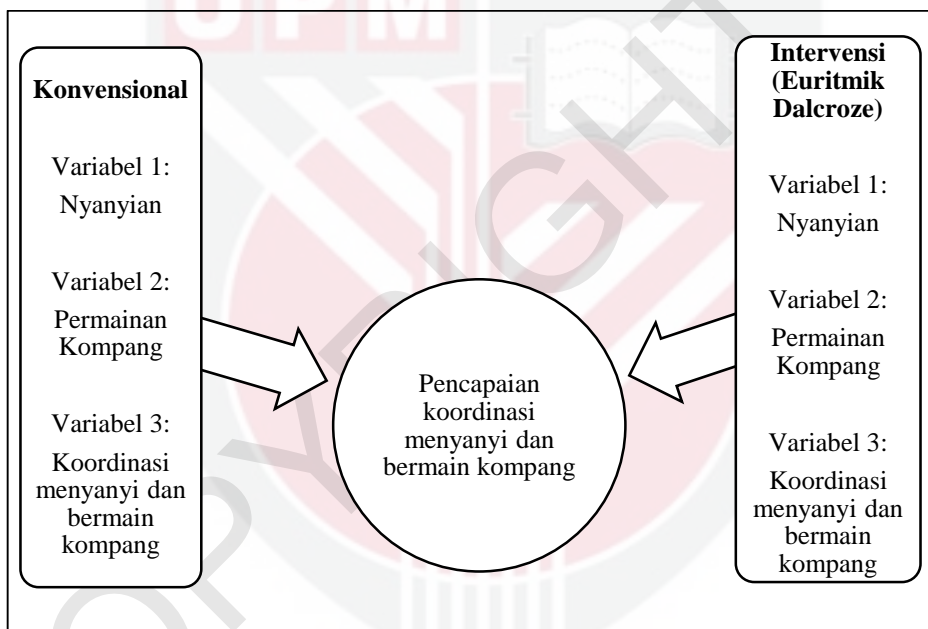 UPM
COPYRIGHT
Konvensional
Variabel 1:
Nyanyian
Variabel 2:
Permainan
Kompang
Variabel 3:
Koordinasi
menyanyi dan
bermain
kompang
Pencapaian
koordinasi
menyanyi dan
bermain kompang
Intervensi
(Euritmik
Dalcroze)
Variabel 1:
Nyanyian
Variabel 2:
Permainan
Kompang
Variabel 3:
Koordinasi
menyanyi dan
bermain
kompang